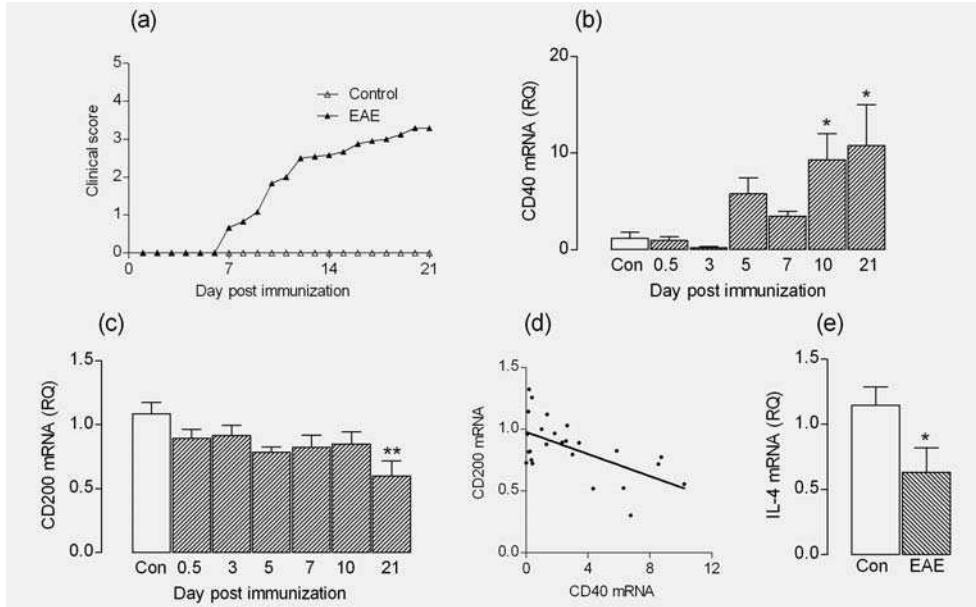 (a)
5
4
3
2
1
0
Clinical score
Control
EAE
0 7 14 21
Day post immunization
(b)
20
10
0
CD40 mRNA (RQ)
*
*
Con 0.5 3 5 7 10 21
Day post immunization
(c)
1.5
1.0
0.5
0.0
CD200 mRNA (RQ)
**
Con 0.5 3 5 7 10 21
Day post immunization
(d)
1.5
1.0
0.5
0.0
CD200 mRNA
0 4 8 12
CD40 mRNA
(e)
1.5
1.0
0.5
0.0
IL-4 mRNA (RQ)
*
Con EAE